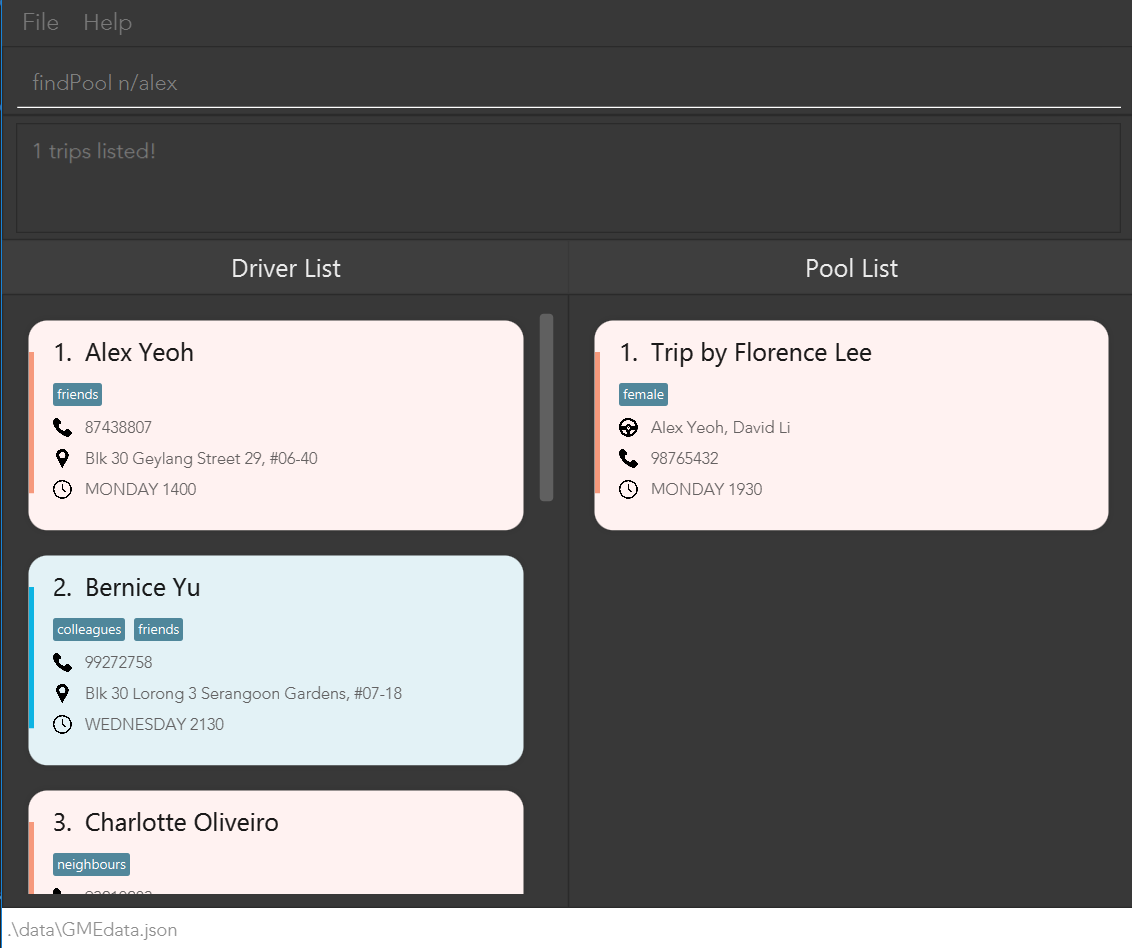 File Help
findPool n/alex
1 trips listed!
Driver List
1. Alex Yeoh
friends
87438807
Blk 30 Geylang Street 29, #06-40
MONDAY 1400
2. Bernice Yu
colleagues friends
99272758
Blk 30 Lorong 3 Serangoon Gardens, #07-18
WEDNESDAY 2130
3. Charlotte Oliveiro
neighbours
Pool List
1. Trip by Florence Lee
female
Alex Yeoh, David Li
98765432
MONDAY 1930
.\data\GMEdata.json